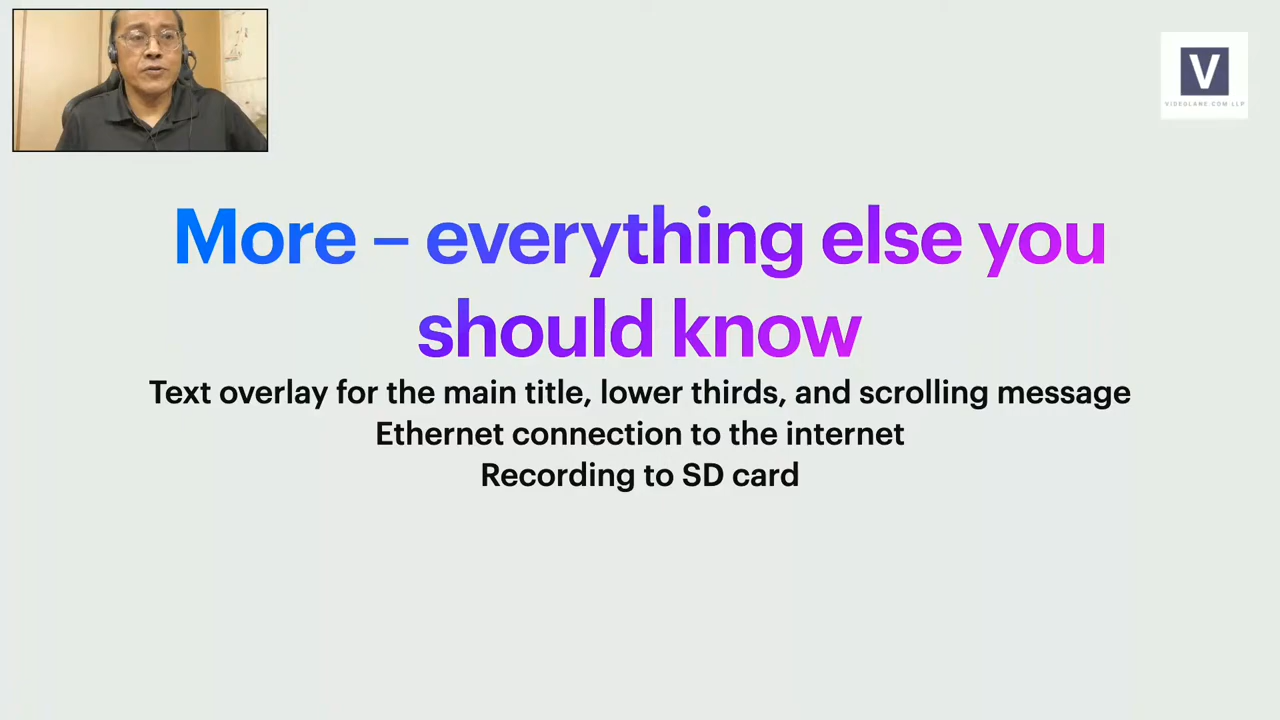 V
VIDEOLANE.COM LLP
More – everything else you
should know
Text overlay for the main title, lower thirds, and scrolling message
Ethernet connection to the internet
Recording to SD card